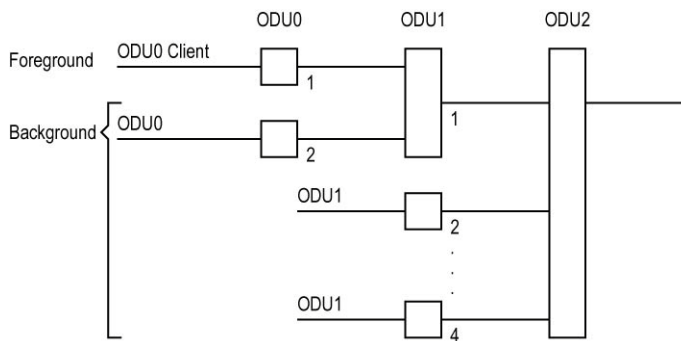 ODU0 ODU1 ODU2
Foreground ODU0 Client
1
Background ODU0 1
2
ODU1
2
.
.
.
ODU1
4